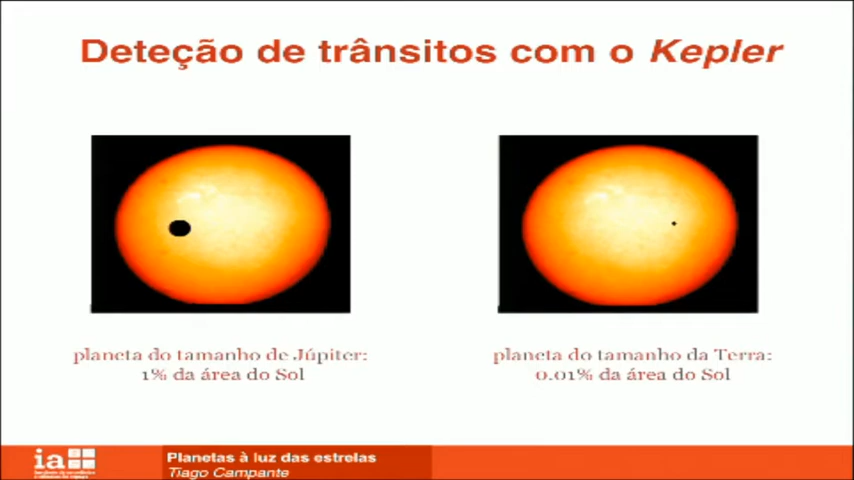 Deteção de trânsitos com o Kepler
planeta do tamanho de Júpiter:
1% da área do Sol
planeta do tamanho da Terra:
0.01% da área do Sol
ia
Planetas à luz das estrelas
Tiago Campante